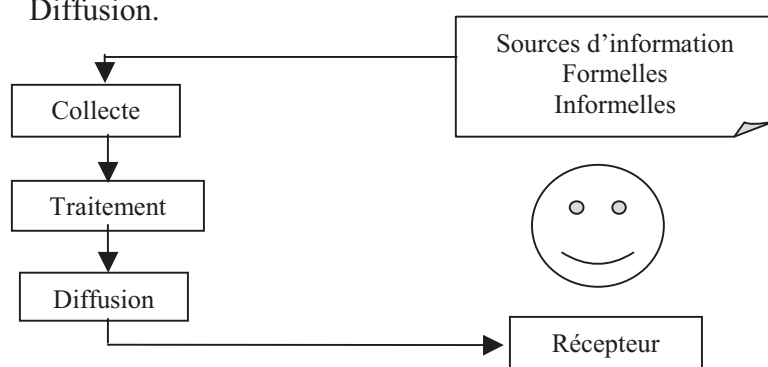 Diffusion.
Sources d’information
Formelles
Informelles
Collecte
Traitement
Diffusion
Récepteur